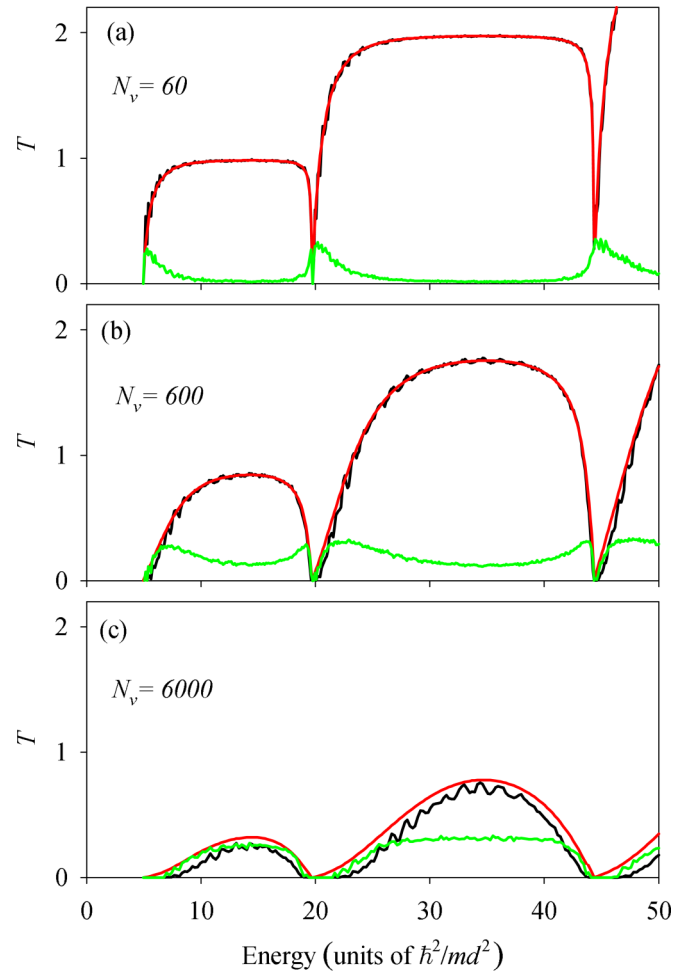 (a)
N_v = 60
T
2
1
0
(b)
N_v = 600
T
2
1
0
(c)
N_v = 6000
T
2
1
0
0 10 20 30 40 50
Energy (units of ℏ²/md²)